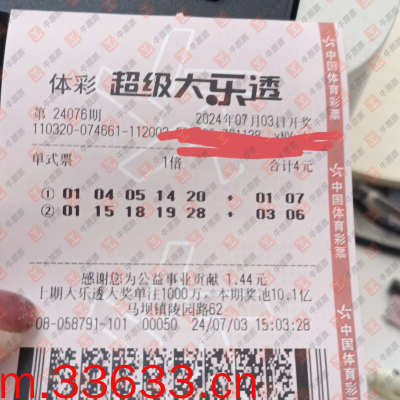 体彩 超级大乐透
第 24076期 2024年07月03日开奖
110320-074661-112002
单式票 1倍 合计4元
① 01 04 05 14 20 + 01 07
② 01 15 18 19 28 + 03 06
感谢您为公益事业贡献 1.44元
上期大乐透大奖单注1000万，本期奖池10.1亿
马坝镇陵园路62
08-058791-101 00050 24/07/03 15:03:28
中国体育彩票
中国体育彩票
中国体育彩票
m.33633.cn